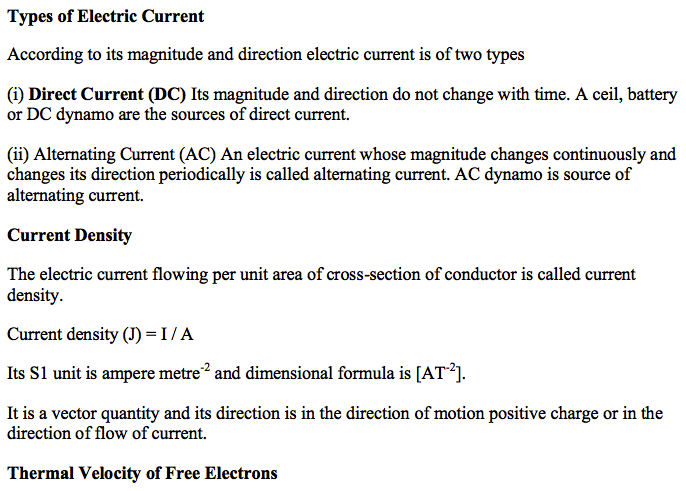 Types of Electric Current
According to its magnitude and direction electric current is of two types
(i) Direct Current (DC) Its magnitude and direction do not change with time. A ceil, battery
or DC dynamo are the sources of direct current.
(ii) Alternating Current (AC) An electric current whose magnitude changes continuously and
changes its direction periodically is called alternating current. AC dynamo is source of
alternating current.
Current Density
The electric current flowing per unit area of cross-section of conductor is called current
density.
Current density (J) = I / A
Its S1 unit is ampere metre⁻² and dimensional formula is [AT⁻²].
It is a vector quantity and its direction is in the direction of motion positive charge or in the
direction of flow of current.
Thermal Velocity of Free Electrons